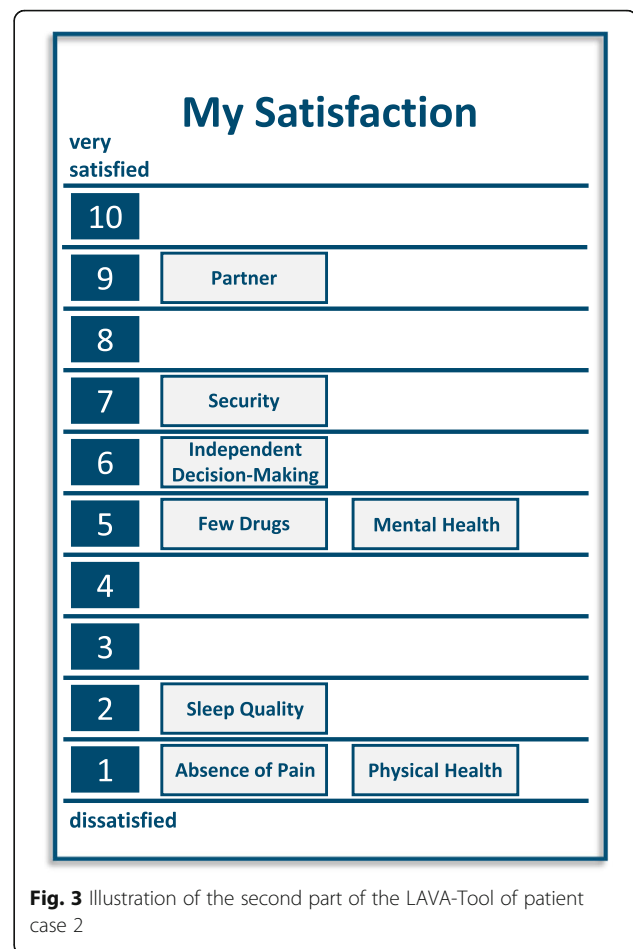 My Satisfaction
very
satisfied
10
9 Partner
8
7 Security
6 Independent
Decision-Making
5 Few Drugs Mental Health
4
3
2 Sleep Quality
1 Absence of Pain Physical Health
dissatisfied
Fig. 3 Illustration of the second part of the LAVA-Tool of patient
case 2